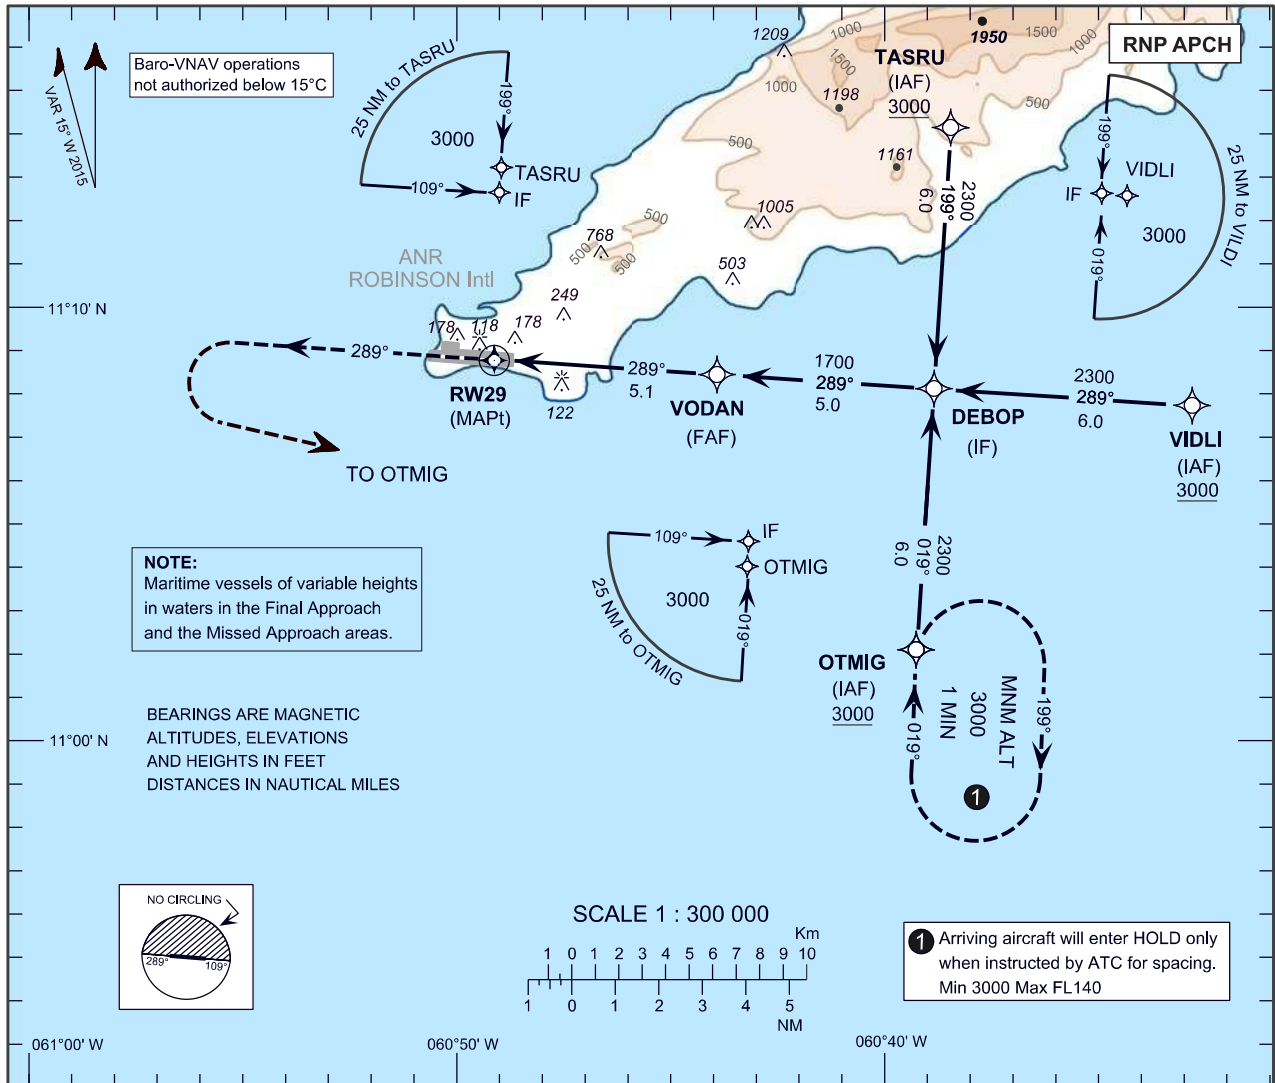 RNP APCH
VAR 15° W 2015
Baro-VNAV operations
not authorized below 15°C
25 NM to TASRU
199°
3000
TASRU
109°
IF
1209
1000
1500
1198
1950
1500
1000
1000
500
500
TASRU
(IAF)
3000
1161
199°
VIDLI
IF
3000
019°
25 NM to VILDI
2300
199°
6.0
1005
500
768
500
500
503
ANR
ROBINSON Intl
249
178
118
178
11°10' N
289°
RW29
(MAPt)
122
289°
5.1
VODAN
(FAF)
1700
289°
5.0
DEBOP
(IF)
2300
289°
6.0
VIDLI
(IAF)
3000
TO OTMIG
NOTE:
Maritime vessels of variable heights
in waters in the Final Approach
and the Missed Approach areas.
109°
IF
OTMIG
3000
019°
25 NM to OTMIG
2300
019°
6.0
OTMIG
(IAF)
3000
MNM ALT
3000
1 MIN
199°
019°
1
11°00' N
BEARINGS ARE MAGNETIC
ALTITUDES, ELEVATIONS
AND HEIGHTS IN FEET
DISTANCES IN NAUTICAL MILES
NO CIRCLING
289°
109°
SCALE 1 : 300 000
Km
1 0 1 2 3 4 5 6 7 8 9 10
1 0 1 2 3 4 5
NM
1 Arriving aircraft will enter HOLD only
when instructed by ATC for spacing.
Min 3000 Max FL140
061°00' W
060°50' W
060°40' W